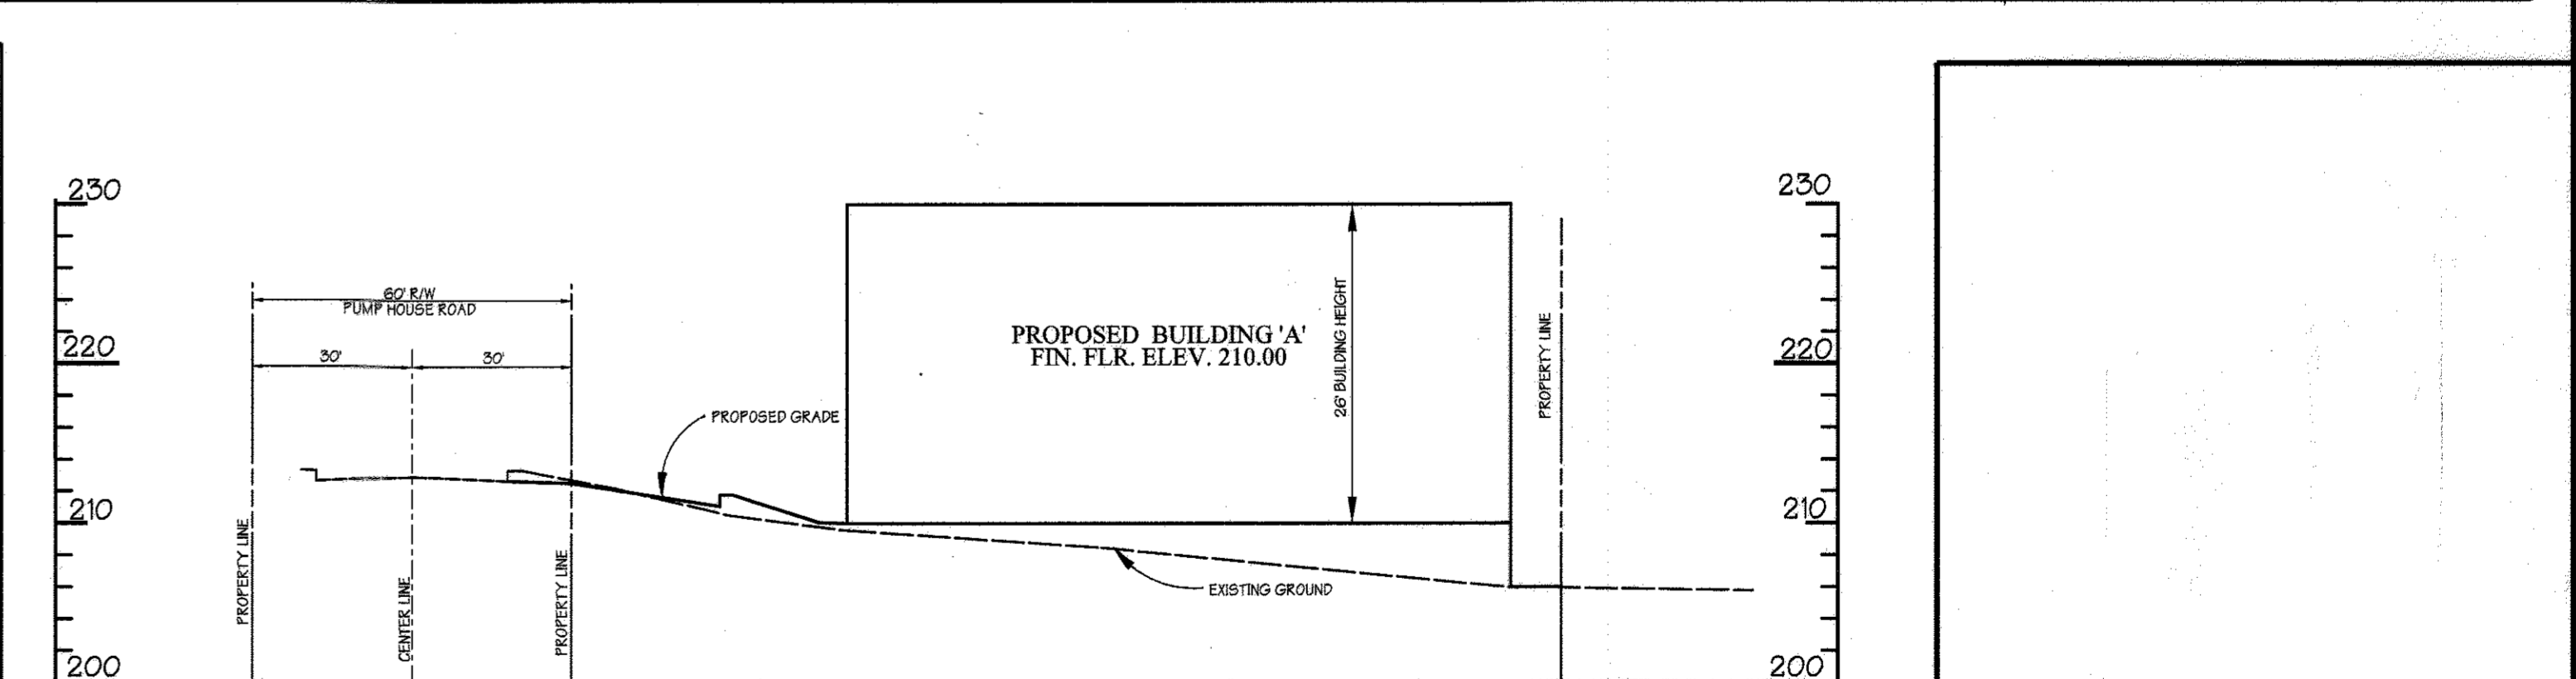 230
230
60' R/W
PUMP HOUSE ROAD
30'
30'
220
220
PROPOSED BUILDING 'A'
FIN. FLR. ELEV. 210.00
26' BUILDING HEIGHT
PROPERTY LINE
PROPOSED GRADE
210
210
PROPERTY LINE
CENTER LINE
PROPERTY LINE
EXISTING GROUND
200
200